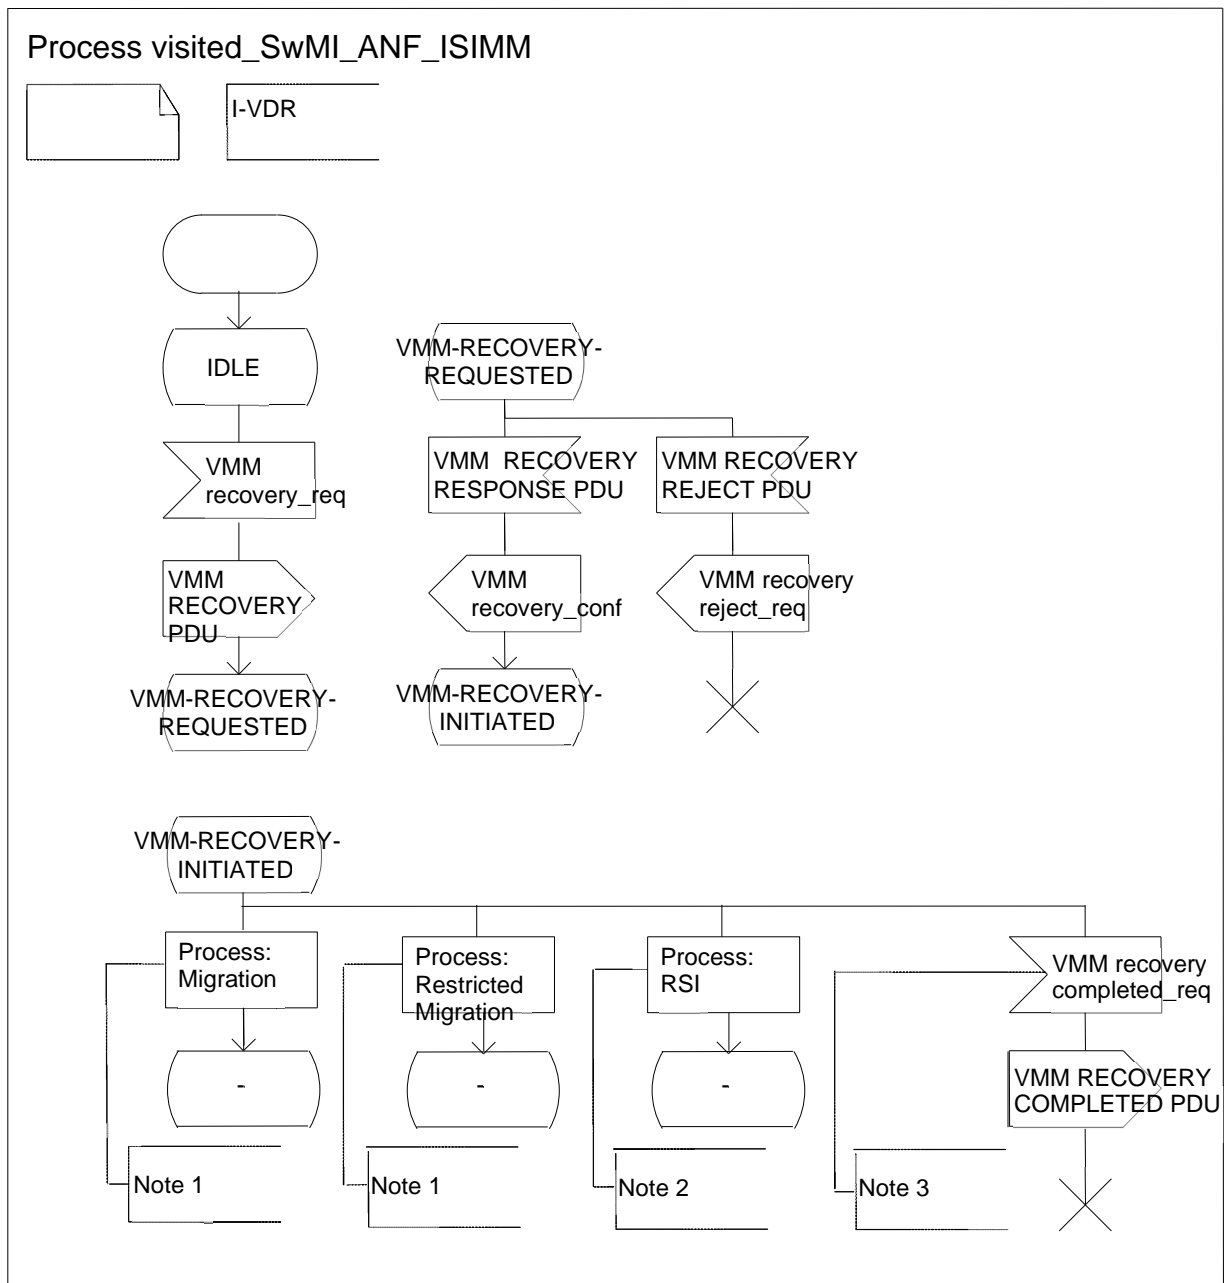 Process visited_SwMI_ANF_ISIMM
I-VDR
IDLE
VMM
recovery_req
VMM
RECOVERY
PDU
VMM-RECOVERY-
REQUESTED
VMM-RECOVERY-
REQUESTED
VMM RECOVERY
RESPONSE PDU
VMM
recovery_conf
VMM-RECOVERY-
INITIATED
VMM RECOVERY
REJECT PDU
VMM recovery
reject_req
VMM-RECOVERY-
INITIATED
Process:
Migration
-
Note 1
Process:
Restricted
Migration
-
Note 1
Process:
RSI
-
Note 2
VMM recovery
completed_req
VMM RECOVERY
COMPLETED PDU
Note 3